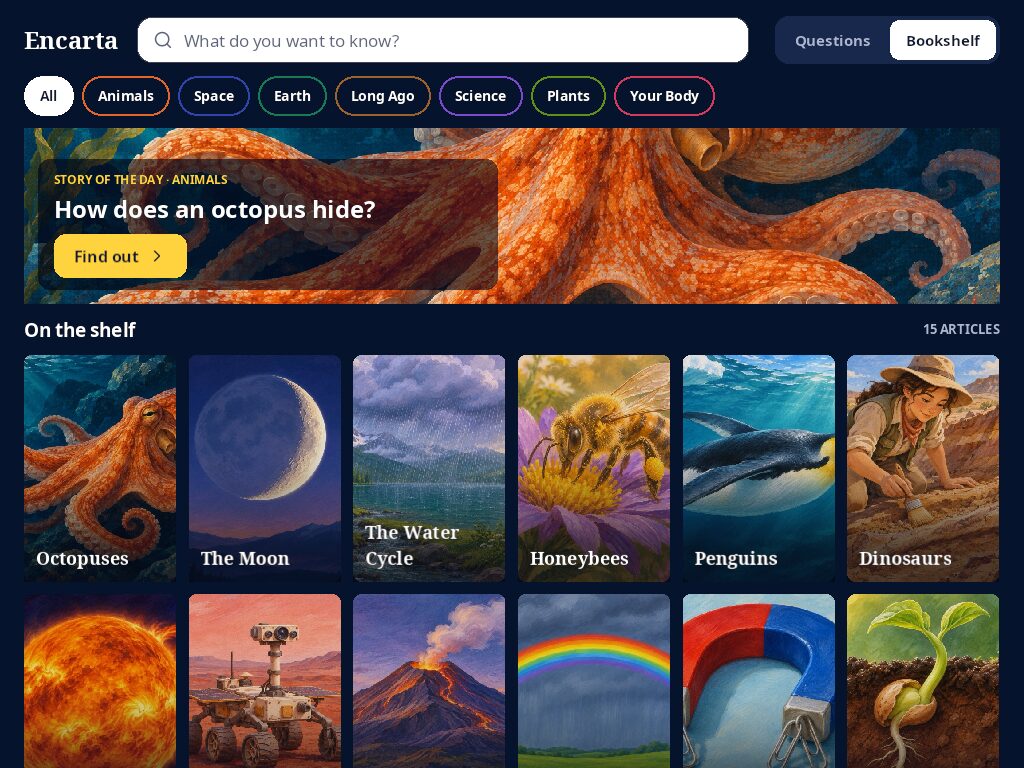 Encarta
What do you want to know?
Questions
Bookshelf
All
Animals
Space
Earth
Long Ago
Science
Plants
Your Body
STORY OF THE DAY · ANIMALS
How does an octopus hide?
Find out
On the shelf
15 ARTICLES
Octopuses
The Moon
The Water
Cycle
Honeybees
Penguins
Dinosaurs